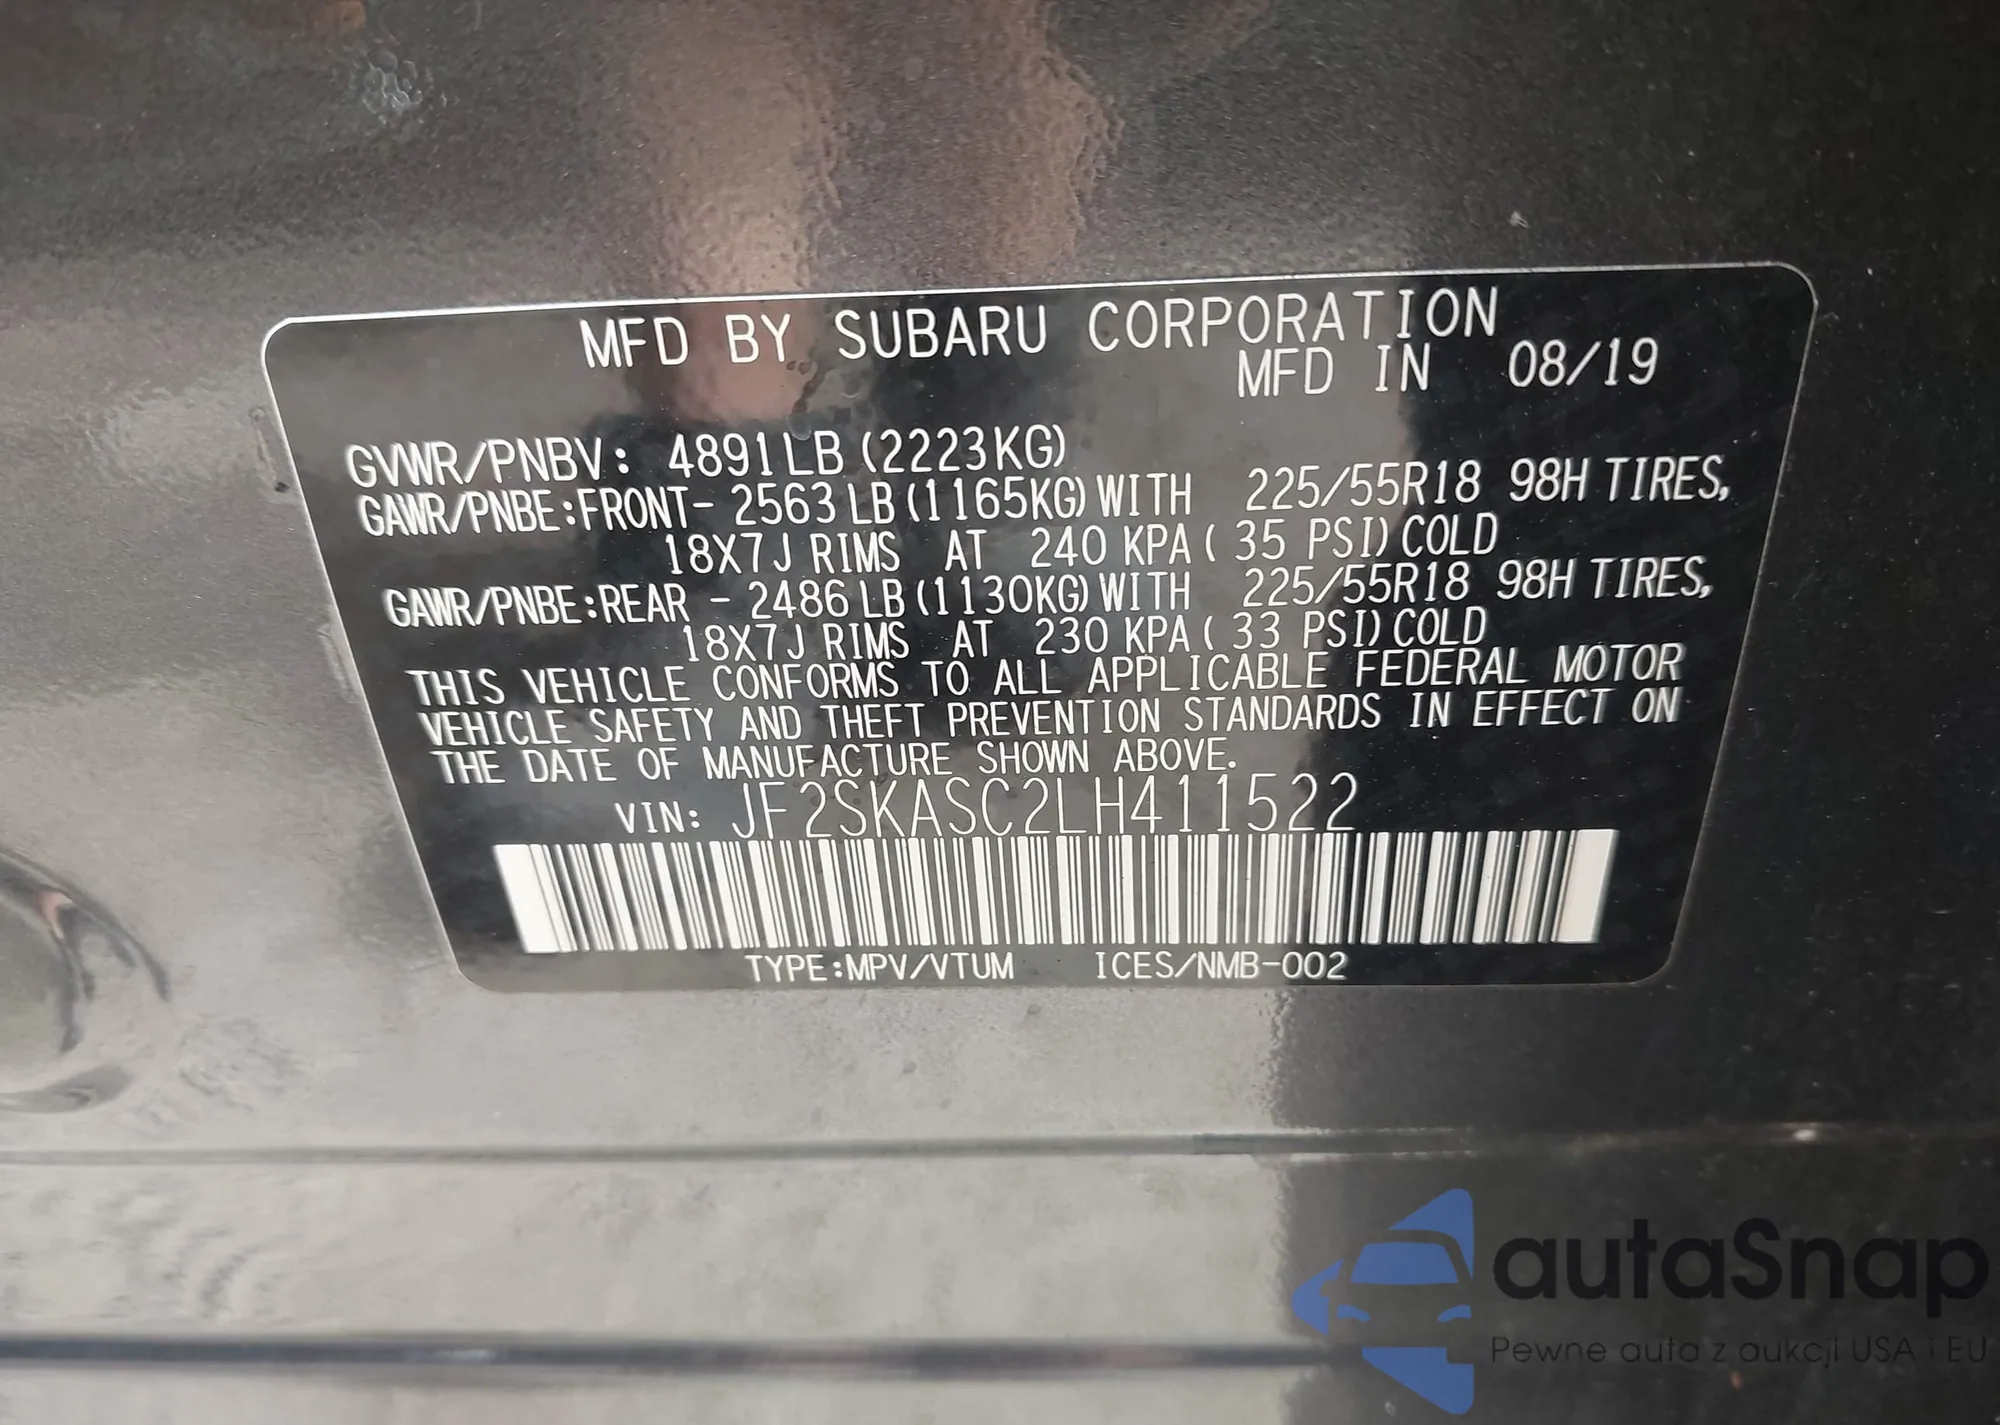 MFD BY SUBARU CORPORATION
MFD IN 08/19
GVWR/PNBV: 4891LB (2223KG)
GAWR/PNBE:FRONT- 2563 LB (1165KG) WITH 225/55R18 98H TIRES,
18X7J RIMS AT 240 KPA ( 35 PSI) COLD
GAWR/PNBE:REAR - 2486 LB (1130KG) WITH 225/55R18 98H TIRES,
18X7J RIMS AT 230 KPA ( 33 PSI) COLD
THIS VEHICLE CONFORMS TO ALL APPLICABLE FEDERAL MOTOR
VEHICLE SAFETY AND THEFT PREVENTION STANDARDS IN EFFECT ON
THE DATE OF MANUFACTURE SHOWN ABOVE.
VIN: JF2SKASC2LH411522
TYPE:MPV/VTUM ICES/NMB-002
autaSnap
Pewne auta z aukcji USA i EU